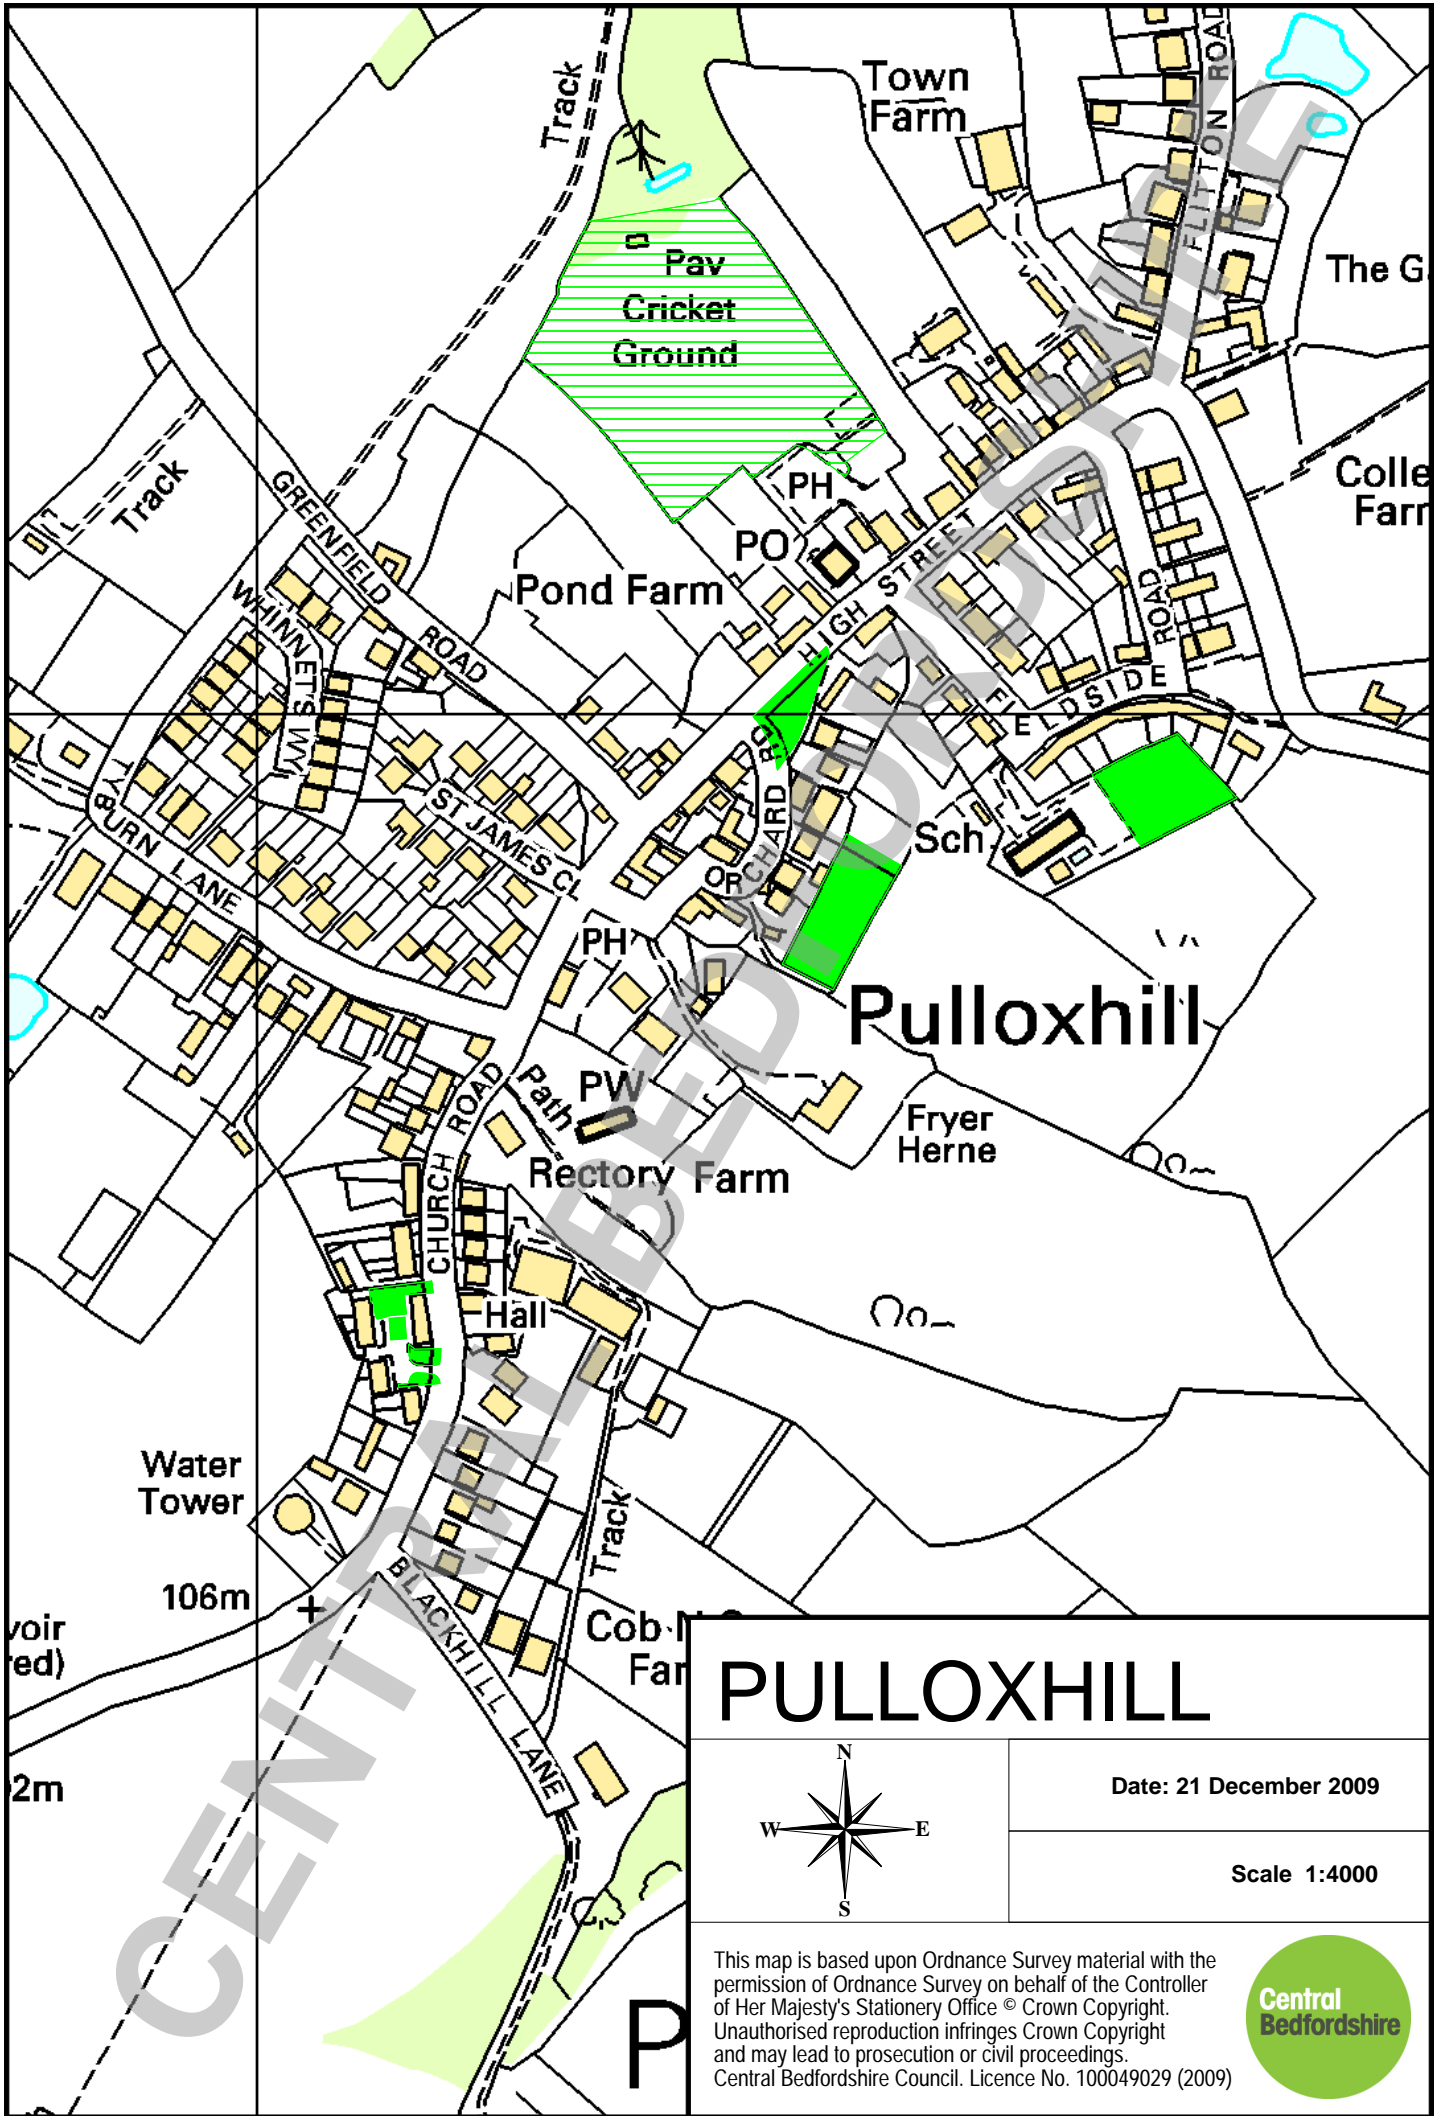 Track
Town
Farm
FLITTON ROAD
The G
Pav
Cricket
Ground
Track
GREENFIELD ROAD
PH
PO
HIGH STREET
Colle
Farm
Pond Farm
WHINNETS WY
ROAD
FIELDSIDE
TYBURN LANE
ST JAMES CL
ORCHARD RD
Sch
PH
Pulloxhill
CHURCH ROAD
Path
PW
Fryer
Herne
Rectory Farm
Hall
Water
Tower
Track
106m
BLACKHILL LANE
voir
red)
Cob
Far
2m
P
CENTRAL BEDFORDSHIRE
PULLOXHILL
N
W E
S
Date: 21 December 2009
Scale 1:4000
This map is based upon Ordnance Survey material with the
permission of Ordnance Survey on behalf of the Controller
of Her Majesty's Stationery Office © Crown Copyright.
Unauthorised reproduction infringes Crown Copyright
and may lead to prosecution or civil proceedings.
Central Bedfordshire Council. Licence No. 100049029 (2009)
Central
Bedfordshire